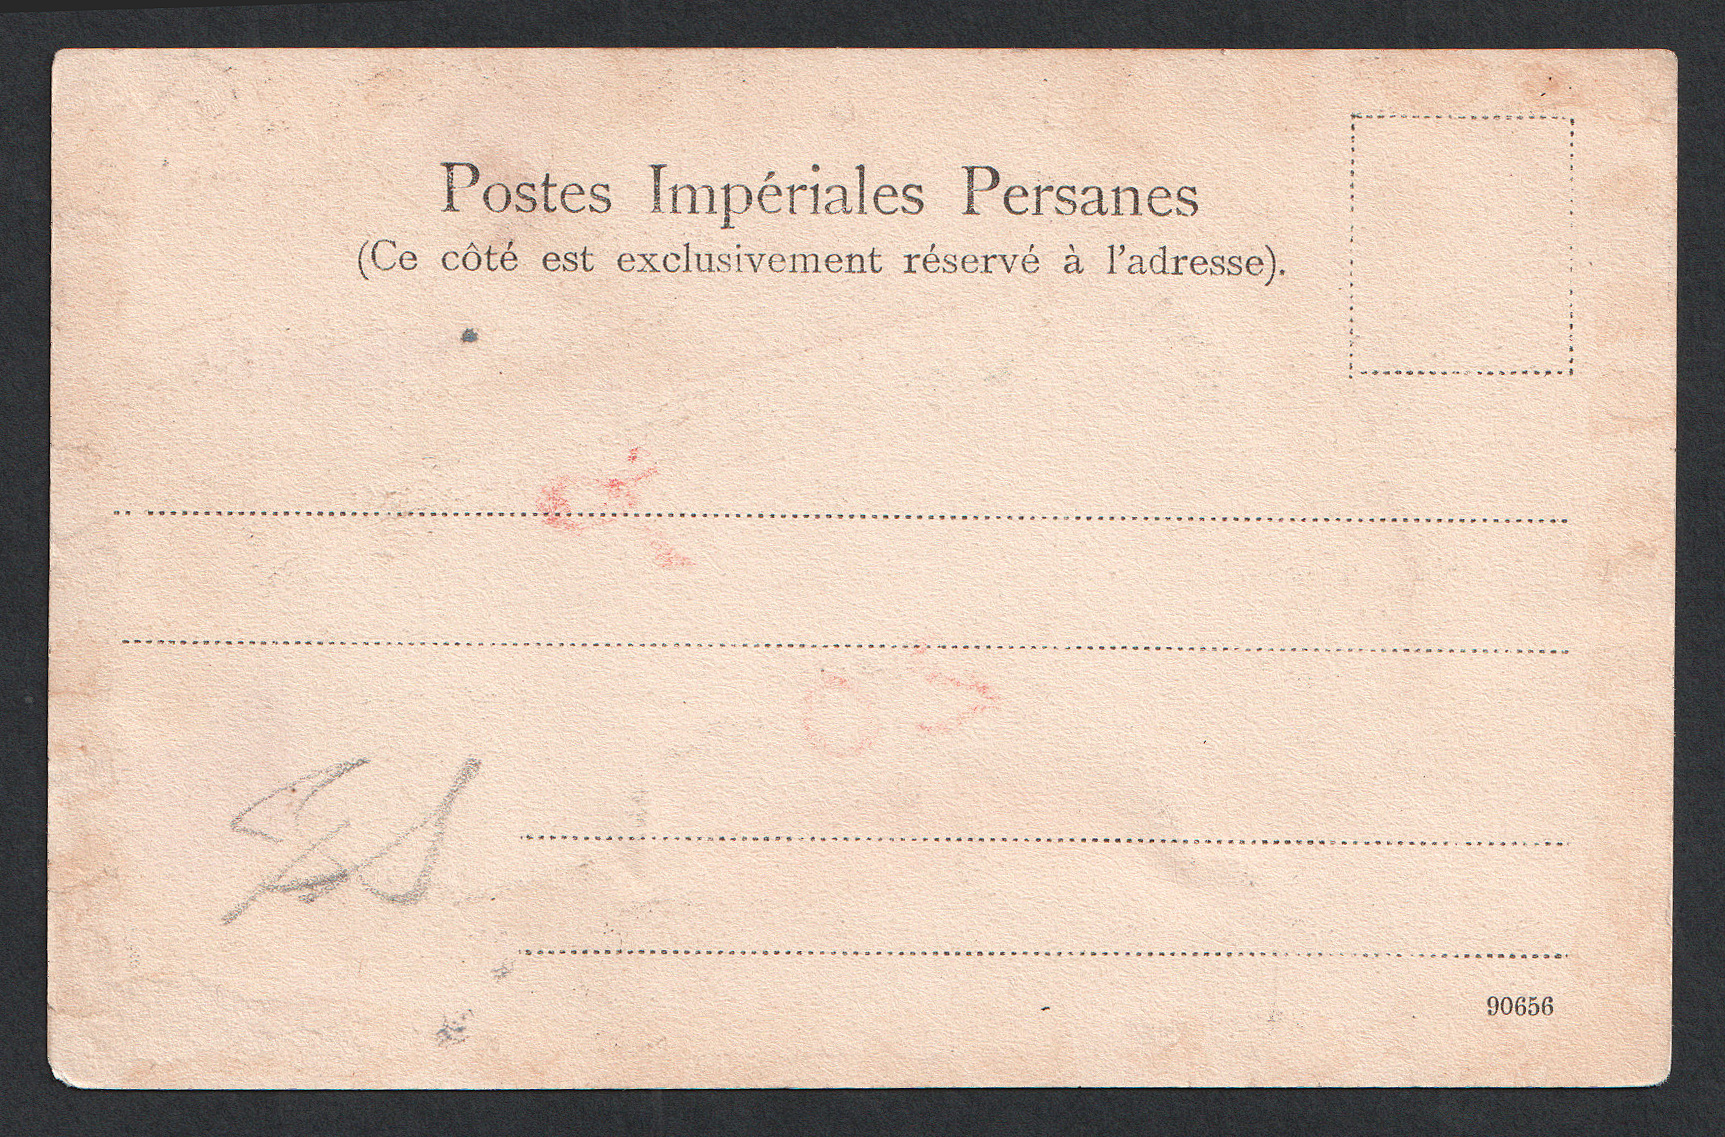 Postes Impériales Persanes
(Ce côté est exclusivement réservé à l'adresse).
90656